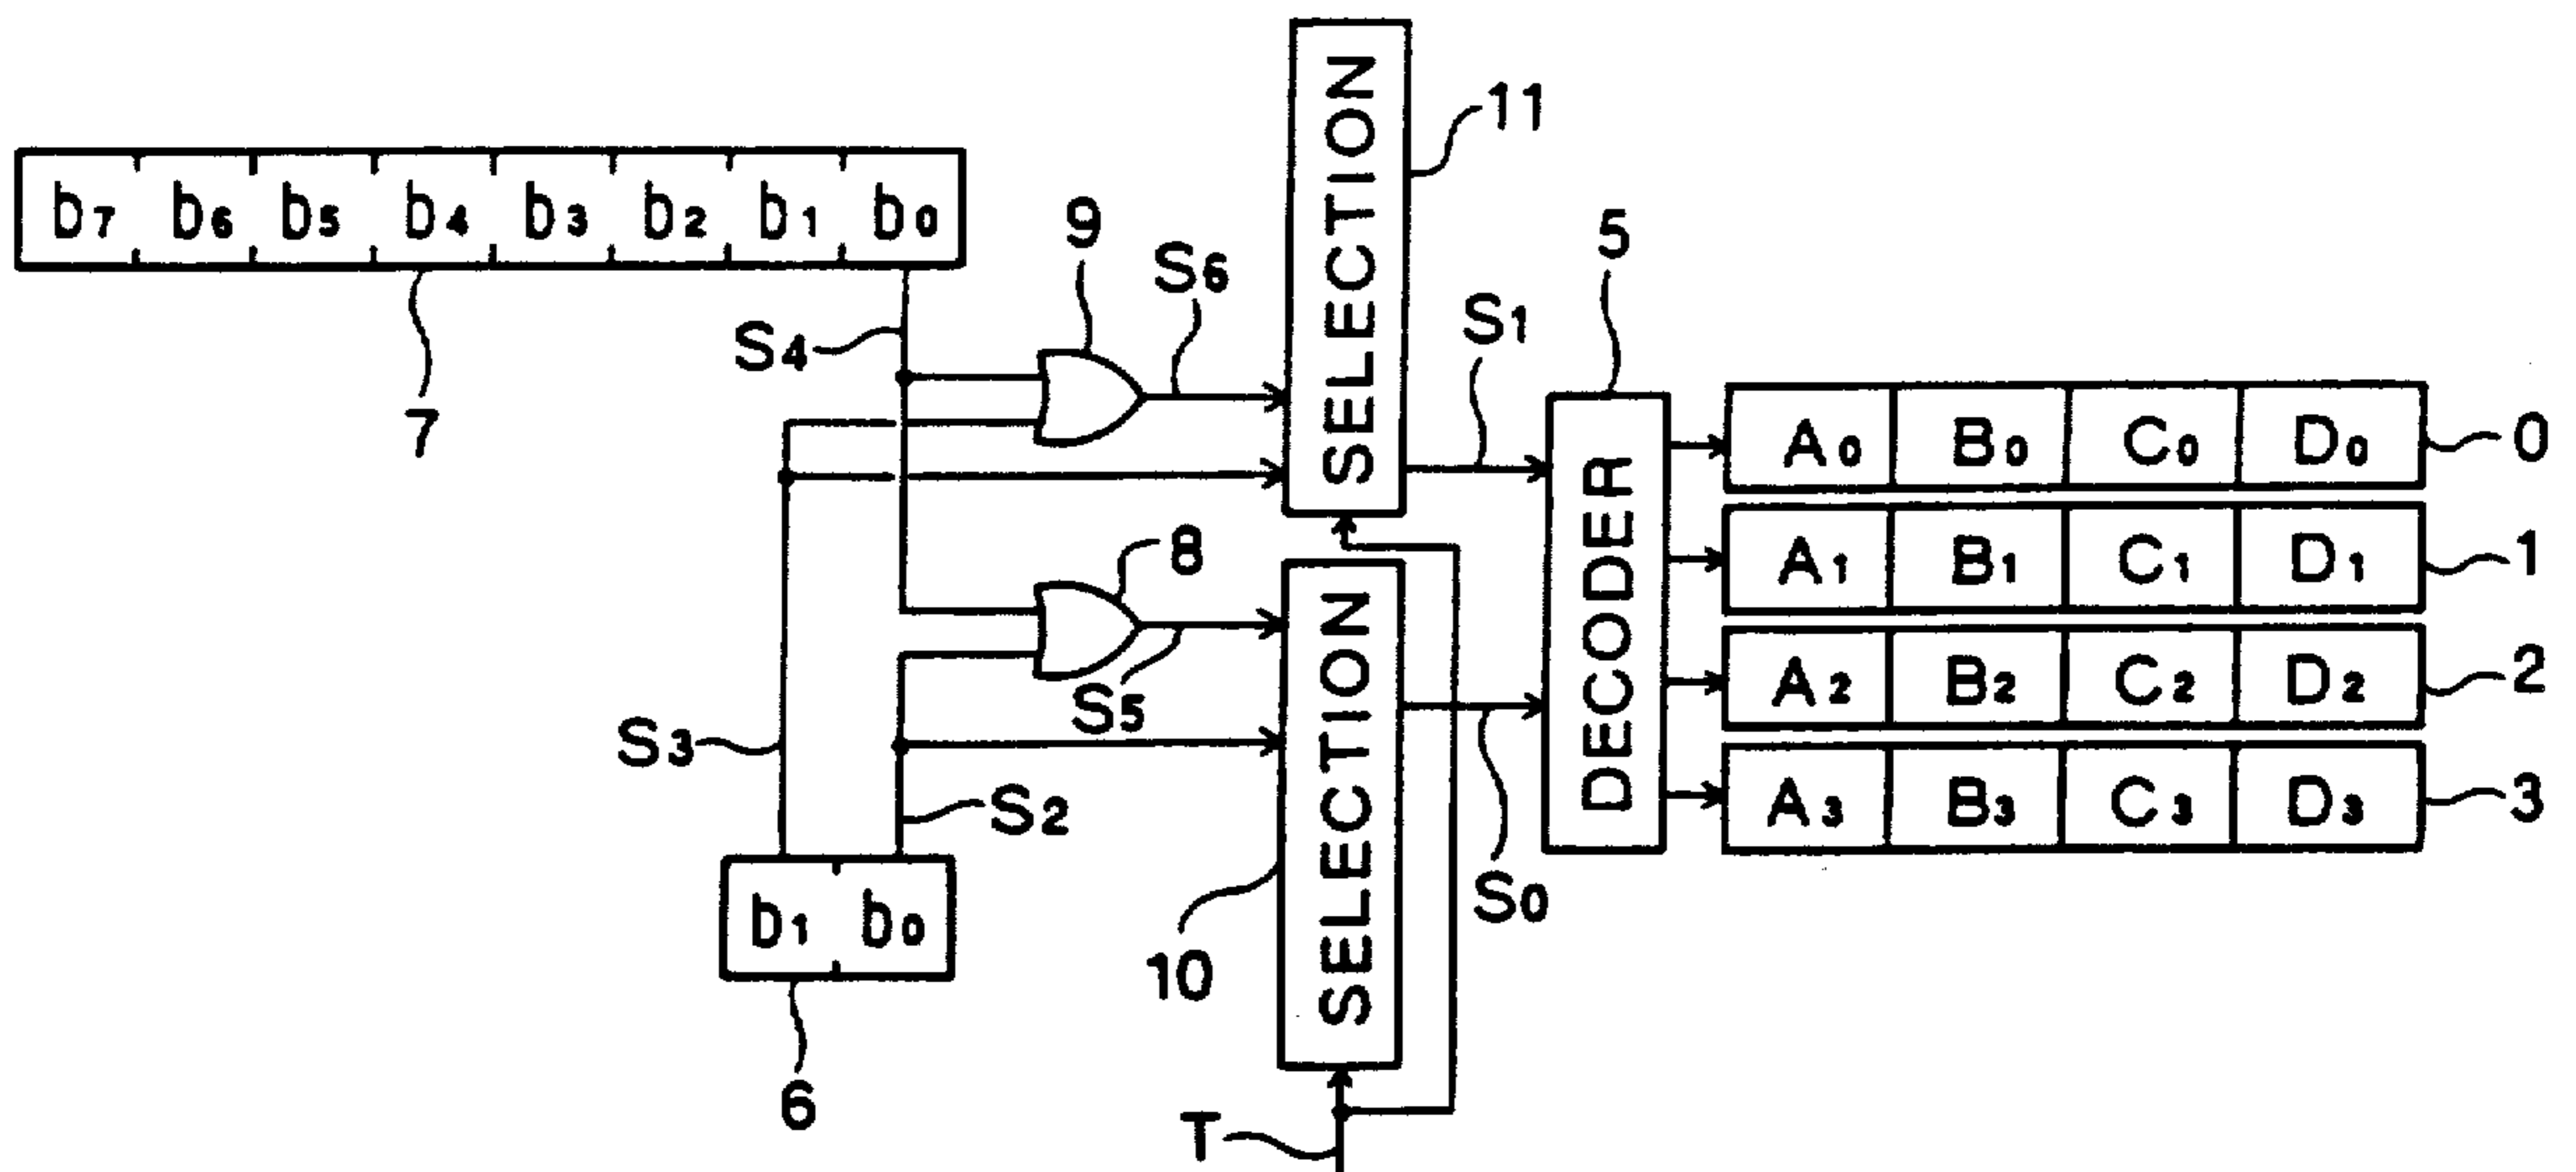 11
b7 b6 b5 b4 b3 b2 b1 b0
9
S6
SELECTION
5
S4
S1
7
A0 B0 C0 D0
0
8
DECODER
A1 B1 C1 D1
1
S5
SELECTION
A2 B2 C2 D2
2
S3
S2
A3 B3 C3 D3
3
S0
b1 b0
10
6
T